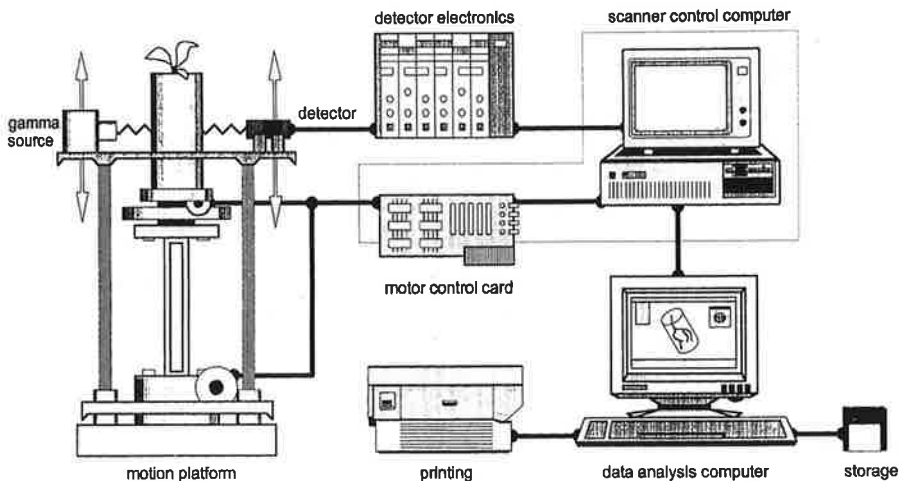 detector electronics
scanner control computer
gamma
source
detector
motor control card
motion platform
printing
data analysis computer
storage